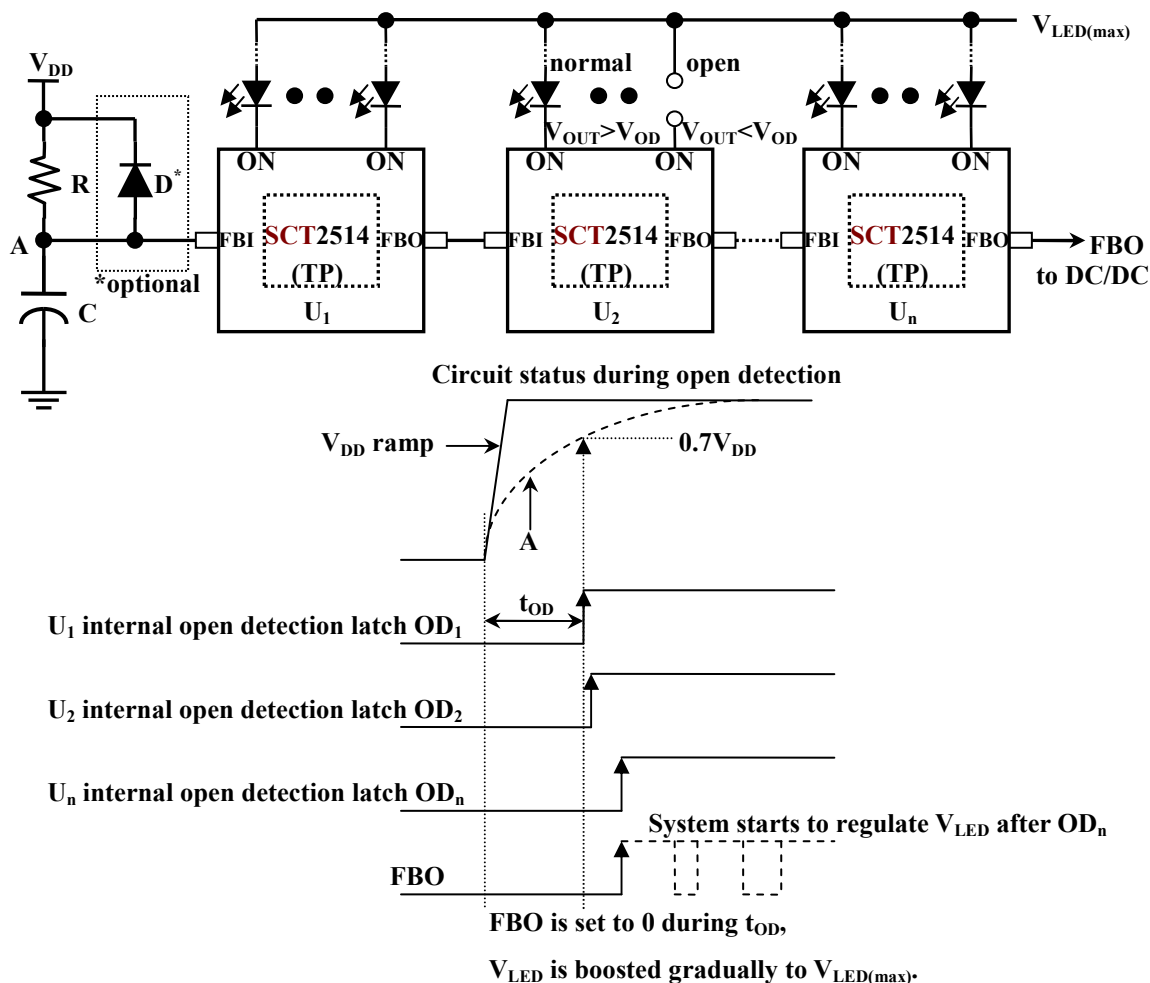 V_LED(max)
V_DD
normal
open
V_OUT>V_OD
V_OUT<V_OD
ON
ON
ON
ON
ON
ON
R
D*
A
*optional
C
FBI
SCT2514
FBO
(TP)
U_1
FBI
SCT2514
FBO
(TP)
U_2
FBI
SCT2514
FBO
(TP)
U_n
FBO
to DC/DC
Circuit status during open detection
V_DD ramp
0.7V_DD
A
t_OD
U_1 internal open detection latch OD_1
U_2 internal open detection latch OD_2
U_n internal open detection latch OD_n
System starts to regulate V_LED after OD_n
FBO
FBO is set to 0 during t_OD,
V_LED is boosted gradually to V_LED(max).